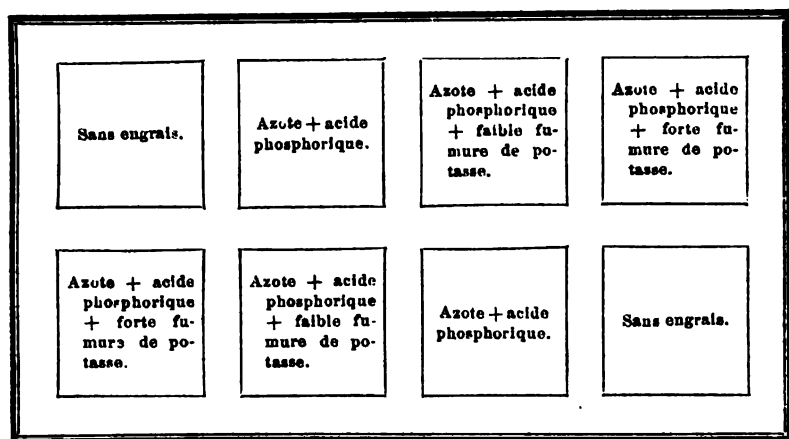 Sans engrais.
Azote + acide
phosphorique.
Azote + acide
phosphorique
+ faible fu-
mure de po-
tasse.
Azote + acide
phosphorique
+ forte fu-
mure de po-
tasse.
Azote + acide
phosphorique
+ forte fu-
mure de po-
tasse.
Azote + acide
phosphorique
+ faible fu-
mure de po-
tasse.
Azote + acide
phosphorique.
Sans engrais.